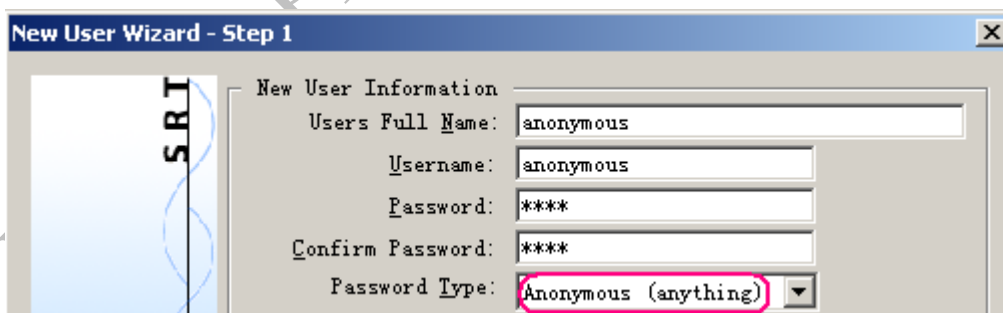 New User Wizard - Step 1
SRT
New User Information
Users Full Name: anonymous
Username: anonymous
Password: ****
Confirm Password: ****
Password Type: Anonymous (anything)